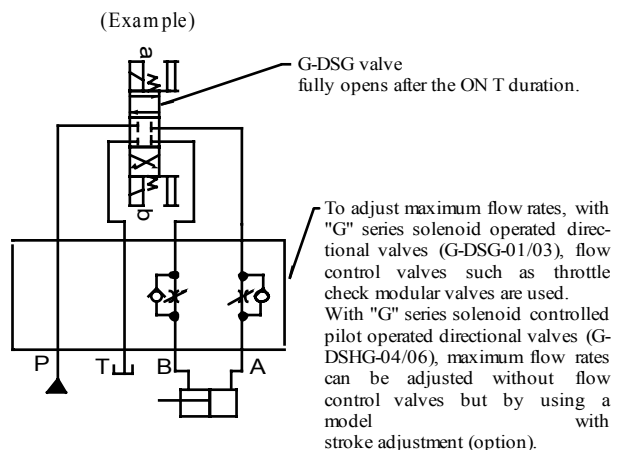 (Example)
a
G-DSG valve
fully opens after the ON T duration.
b
To adjust maximum flow rates, with
"G" series solenoid operated direc-
tional valves (G-DSG-01/03), flow
control valves such as throttle
check modular valves are used.
With "G" series solenoid controlled
pilot operated directional valves (G-
DSHG-04/06), maximum flow rates
can be adjusted without flow
control valves but by using a
model with
stroke adjustment (option).
P T B A